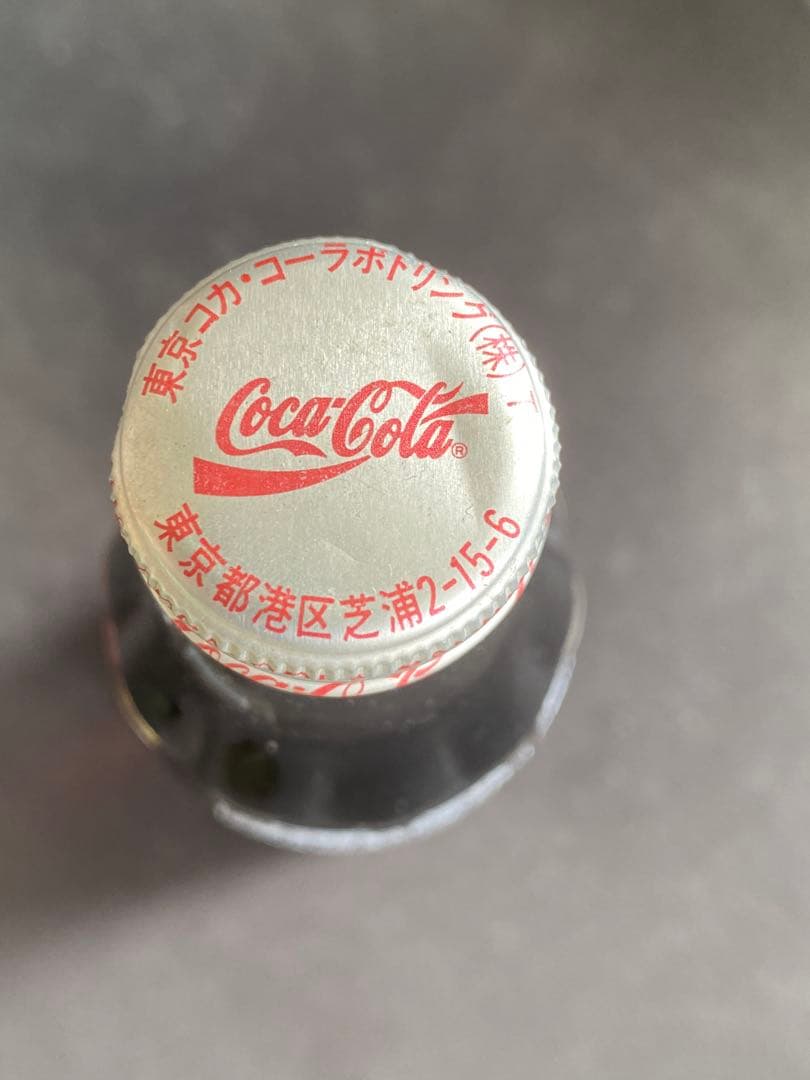 東京コカ・コーラボトリング(株) T
Coca-Cola®
東京都港区芝浦2-15-6